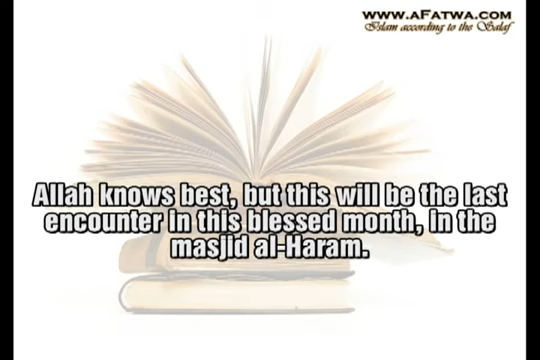 www.aFatwa.com
Islam according to the Salaf
Allah knows best, but this will be the last
encounter in this blessed month, in the
masjid al-Haram.